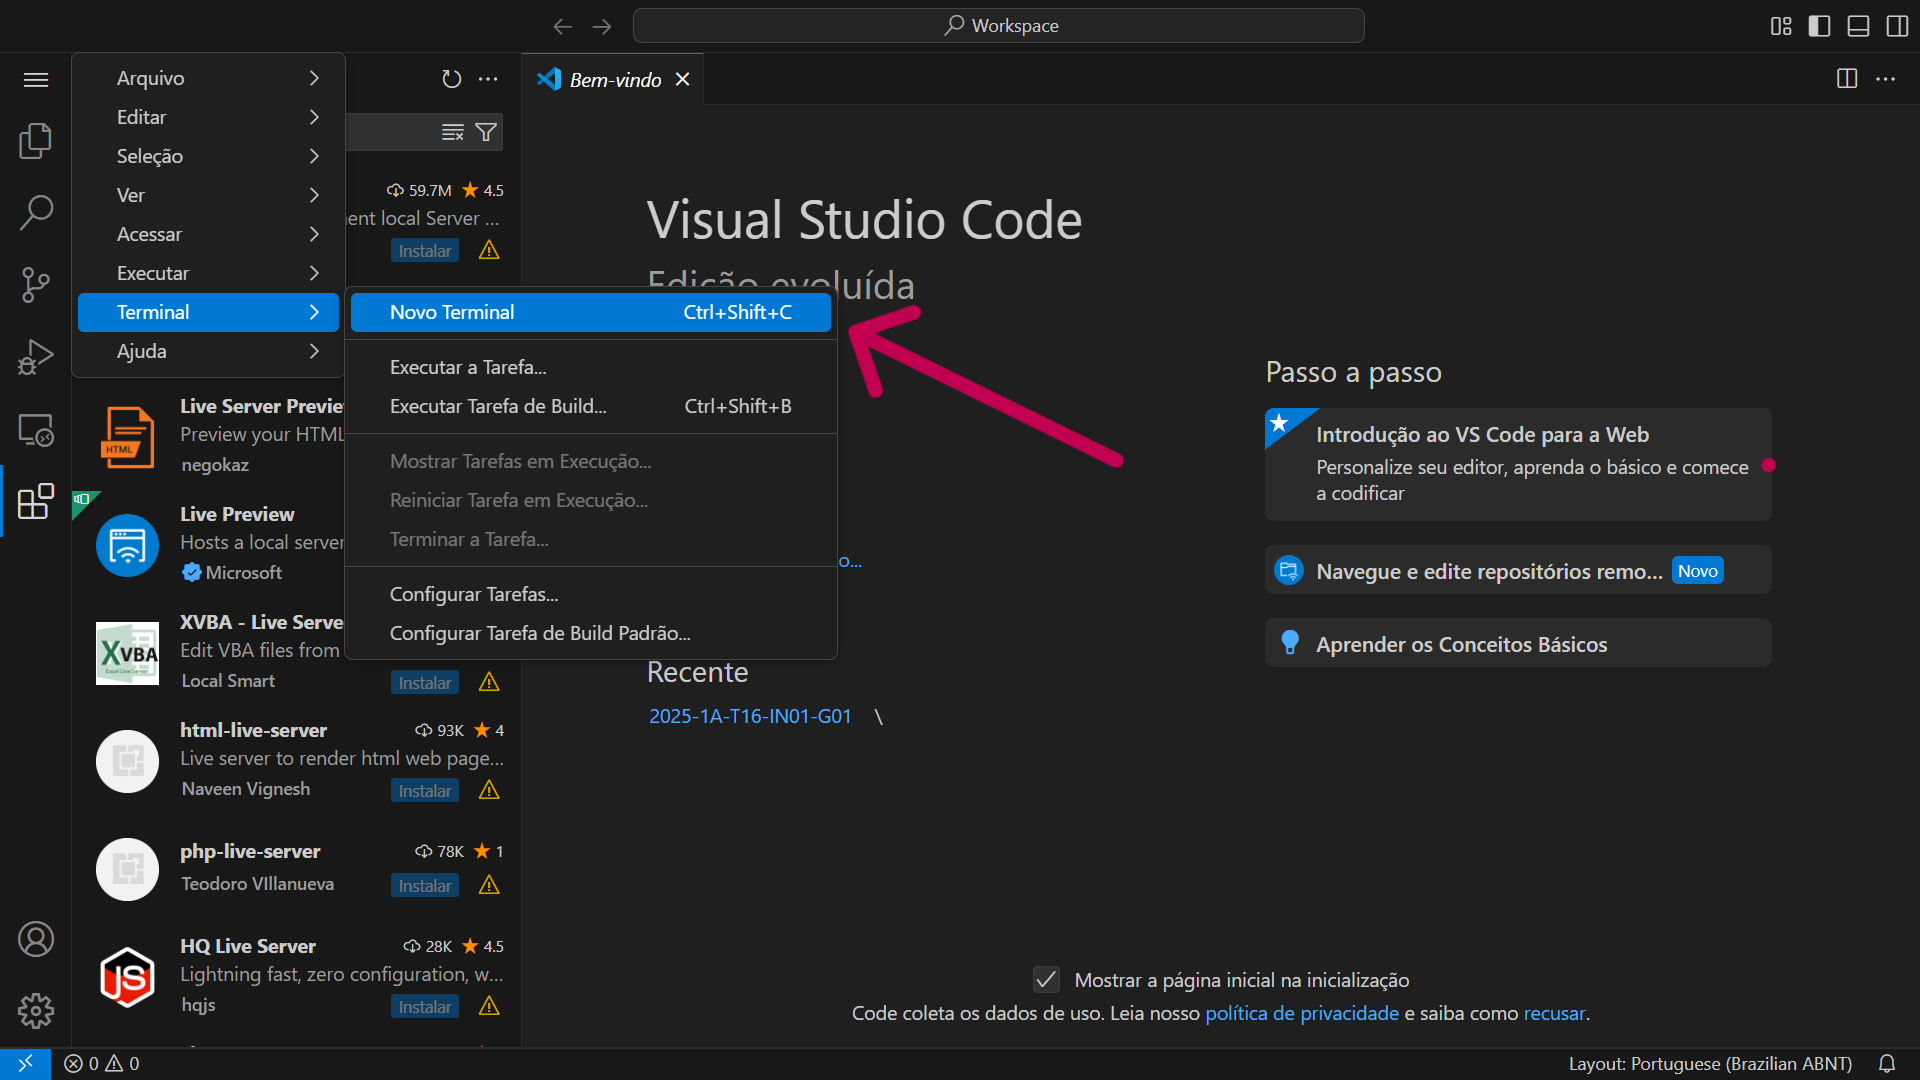 Workspace
Arquivo
Editar
Seleção
Ver
Acessar
Executar
Terminal
Ajuda
Bem-vindo
59.7M 4.5
local Server ...
Instalar
Visual Studio Code
Edição evoluída
Novo Terminal Ctrl+Shift+C
Executar a Tarefa...
Executar Tarefa de Build... Ctrl+Shift+B
Mostrar Tarefas em Execução...
Reiniciar Tarefa em Execução...
Terminar a Tarefa...
Configurar Tarefas...
Configurar Tarefa de Build Padrão...
Live Server
Preview your HTML
negokaz
HTML
Live Preview
Hosts a local server
Microsoft
XVBA - Live
Edit VBA files from
Local Smart
Instalar
XVBA
Excel Live Server
html-live-server 93K 4
Live server to render html web page...
Naveen Vignesh
Instalar
php-live-server 78K 1
Teodoro VIllanueva
Instalar
HQ Live Server 28K 4.5
Lightning fast, zero configuration, w...
hqjs
Instalar
JS
Recente
2025-1A-T16-IN01-G01 \
Passo a passo
Introdução ao VS Code para a Web
Personalize seu editor, aprenda o básico e comece
a codificar
Navegue e edite repositórios remo... Novo
Aprender os Conceitos Básicos
Mostrar a página inicial na inicialização
Code coleta os dados de uso. Leia nosso política de privacidade e saiba como recusar.
0 0
Layout: Portuguese (Brazilian ABNT)